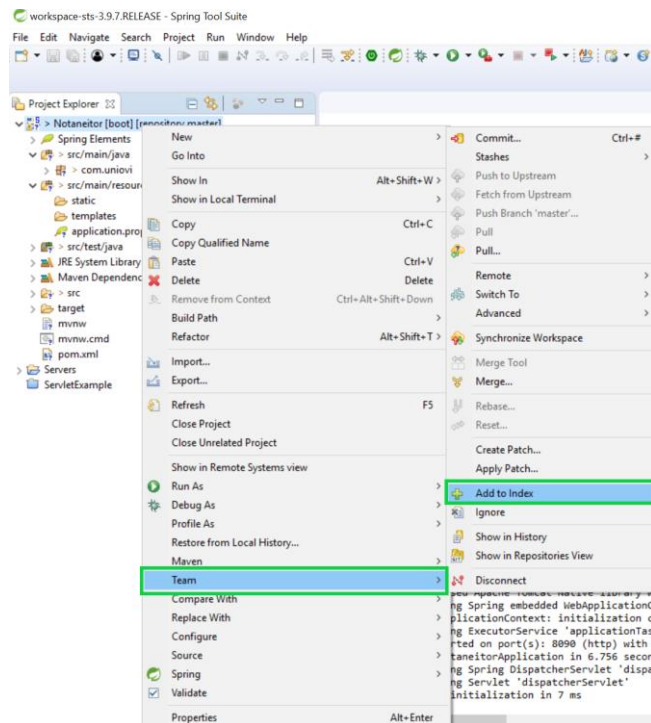 workspace-sts-3.9.7.RELEASE - Spring Tool Suite
File Edit Navigate Search Project Run Window Help
Project Explorer
> Notaneitor [boot] [repository master]
Spring Elements
> src/main/java
> com.uniovi
> src/main/resour
static
templates
application.prop
> src/test/java
JRE System Library
Maven Dependenc
> src
target
mvnw
mvnw.cmd
pom.xml
Servers
ServletExample
New
Go Into
Show In Alt+Shift+W >
Show in Local Terminal
Copy Ctrl+C
Copy Qualified Name
Paste Ctrl+V
Delete Delete
Remove from Context Ctrl+Alt+Shift+Down
Build Path
Refactor Alt+Shift+T >
Import...
Export...
Refresh F5
Close Project
Close Unrelated Project
Show in Remote Systems view
Run As
Debug As
Profile As
Restore from Local History...
Maven
Team
Compare With
Replace With
Configure
Source
Spring
Validate
Properties Alt+Enter
Commit... Ctrl+#
Stashes
Push to Upstream
Fetch from Upstream
Push Branch 'master'...
Pull
Pull...
Remote
Switch To
Advanced
Synchronize Workspace
Merge Tool
Merge...
Rebase...
Reset...
Create Patch...
Apply Patch...
Add to Index
Ignore
Show in History
Show in Repositories View
Disconnect
sed Apache Tomcat Native library
ng Spring embedded WebApplicationC
plicationContext: initialization c
ng ExecutorService 'applicationTas
rted on port(s): 8090 (http) with
taneitorApplication in 6.756 secon
ng Spring DispatcherServlet 'dispa
ng Servlet 'dispatcherServlet'
initialization in 7 ms